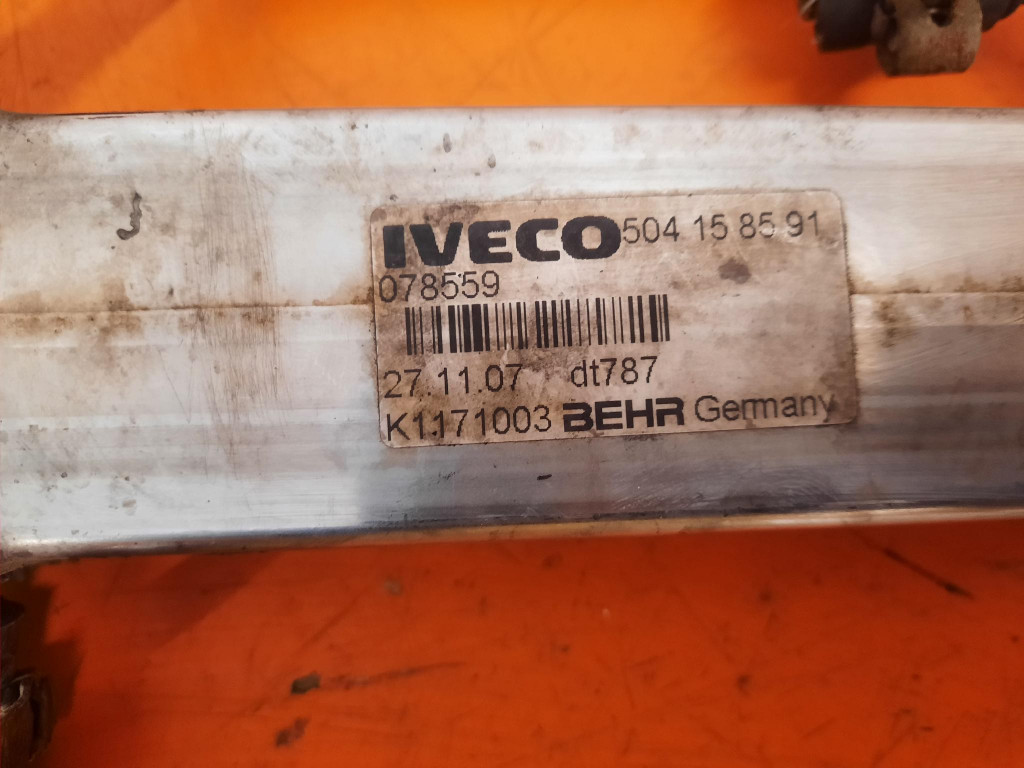 IVECO 504 15 85 91
078559
27.11.07 dt787
K1171003 BEHR Germany